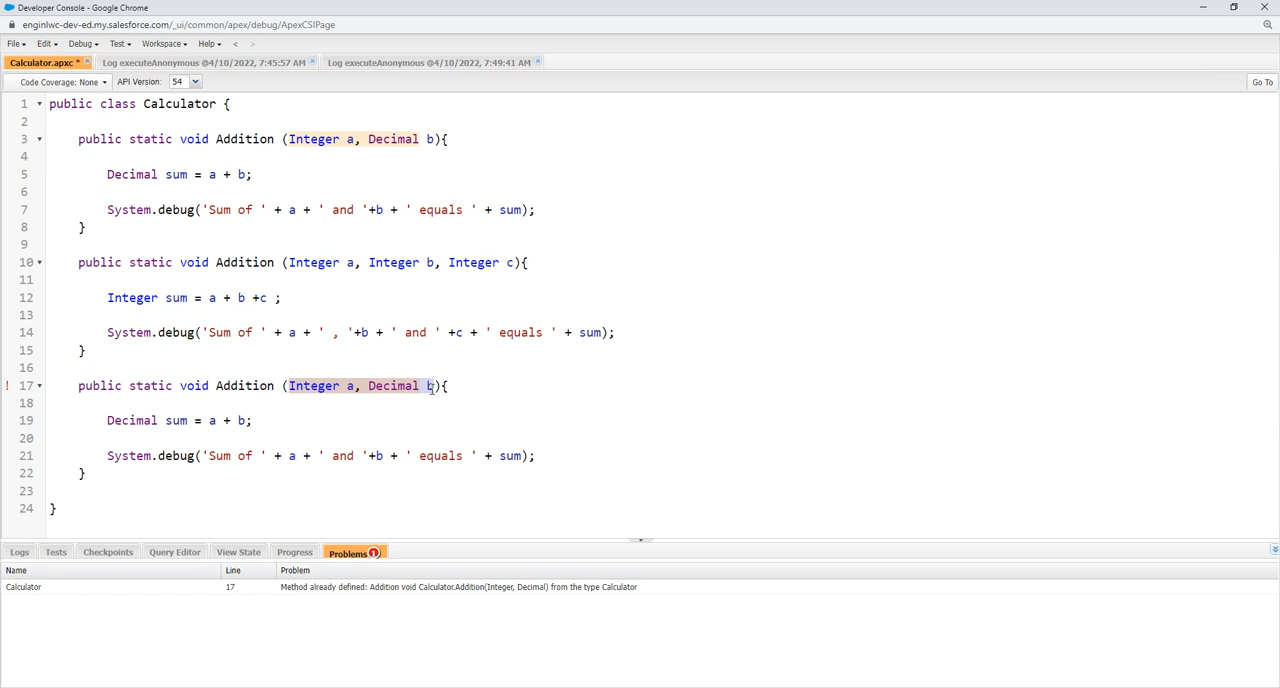 Developer Console - Google Chrome
enginlwc-dev-ed.my.salesforce.com/_ui/common/apex/debug/ApexCSIPage
File Edit Debug Test Workspace Help < >
Calculator.apxc * Log executeAnonymous @4/10/2022, 7:45:57 AM Log executeAnonymous @4/10/2022, 7:49:41 AM
Code Coverage: None API Version: 54 Go To
1 public class Calculator {
2
3 public static void Addition (Integer a, Decimal b){
4
5 Decimal sum = a + b;
6
7 System.debug('Sum of ' + a + ' and '+b + ' equals ' + sum);
8 }
9
10 public static void Addition (Integer a, Integer b, Integer c){
11
12 Integer sum = a + b +c ;
13
14 System.debug('Sum of ' + a + ' , '+b + ' and ' +c + ' equals ' + sum);
15 }
16
! 17 public static void Addition (Integer a, Decimal b){
18
19 Decimal sum = a + b;
20
21 System.debug('Sum of ' + a + ' and '+b + ' equals ' + sum);
22 }
23
24 }
Logs Tests Checkpoints Query Editor View State Progress Problems 1
Name Line Problem
Calculator 17 Method already defined: Addition void Calculator.Addition(Integer, Decimal) from the type Calculator